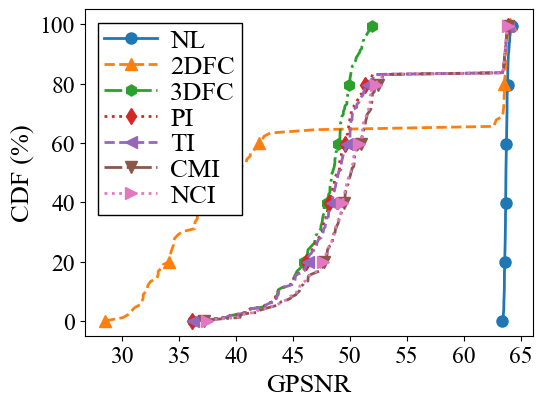 100
80
60
40
20
0
CDF (%)
NL
2DFC
3DFC
PI
TI
CMI
NCI
30 35 40 45 50 55 60 65
GPSNR